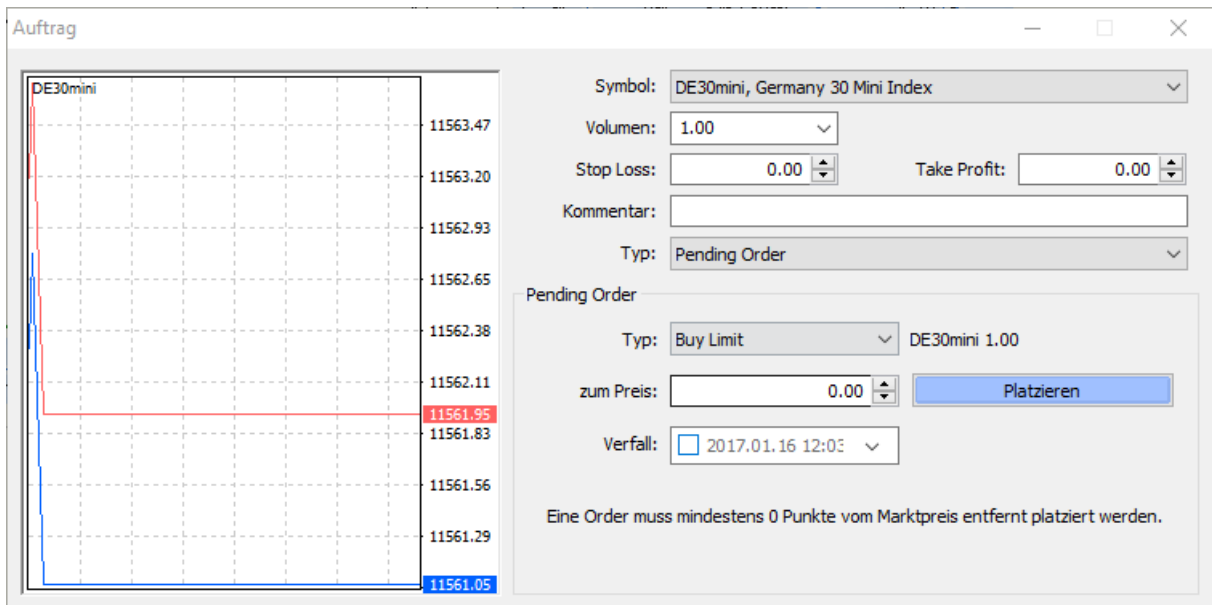 Auftrag
DE30mini
11563.47
11563.20
11562.93
11562.65
11562.38
11562.11
11561.95
11561.83
11561.56
11561.29
11561.05
Symbol: DE30mini, Germany 30 Mini Index
Volumen: 1.00
Stop Loss: 0.00 Take Profit: 0.00
Kommentar:
Typ: Pending Order
Pending Order
Typ: Buy Limit DE30mini 1.00
zum Preis: 0.00 Platzieren
Verfall: 2017.01.16 12:03
Eine Order muss mindestens 0 Punkte vom Marktpreis entfernt platziert werden.